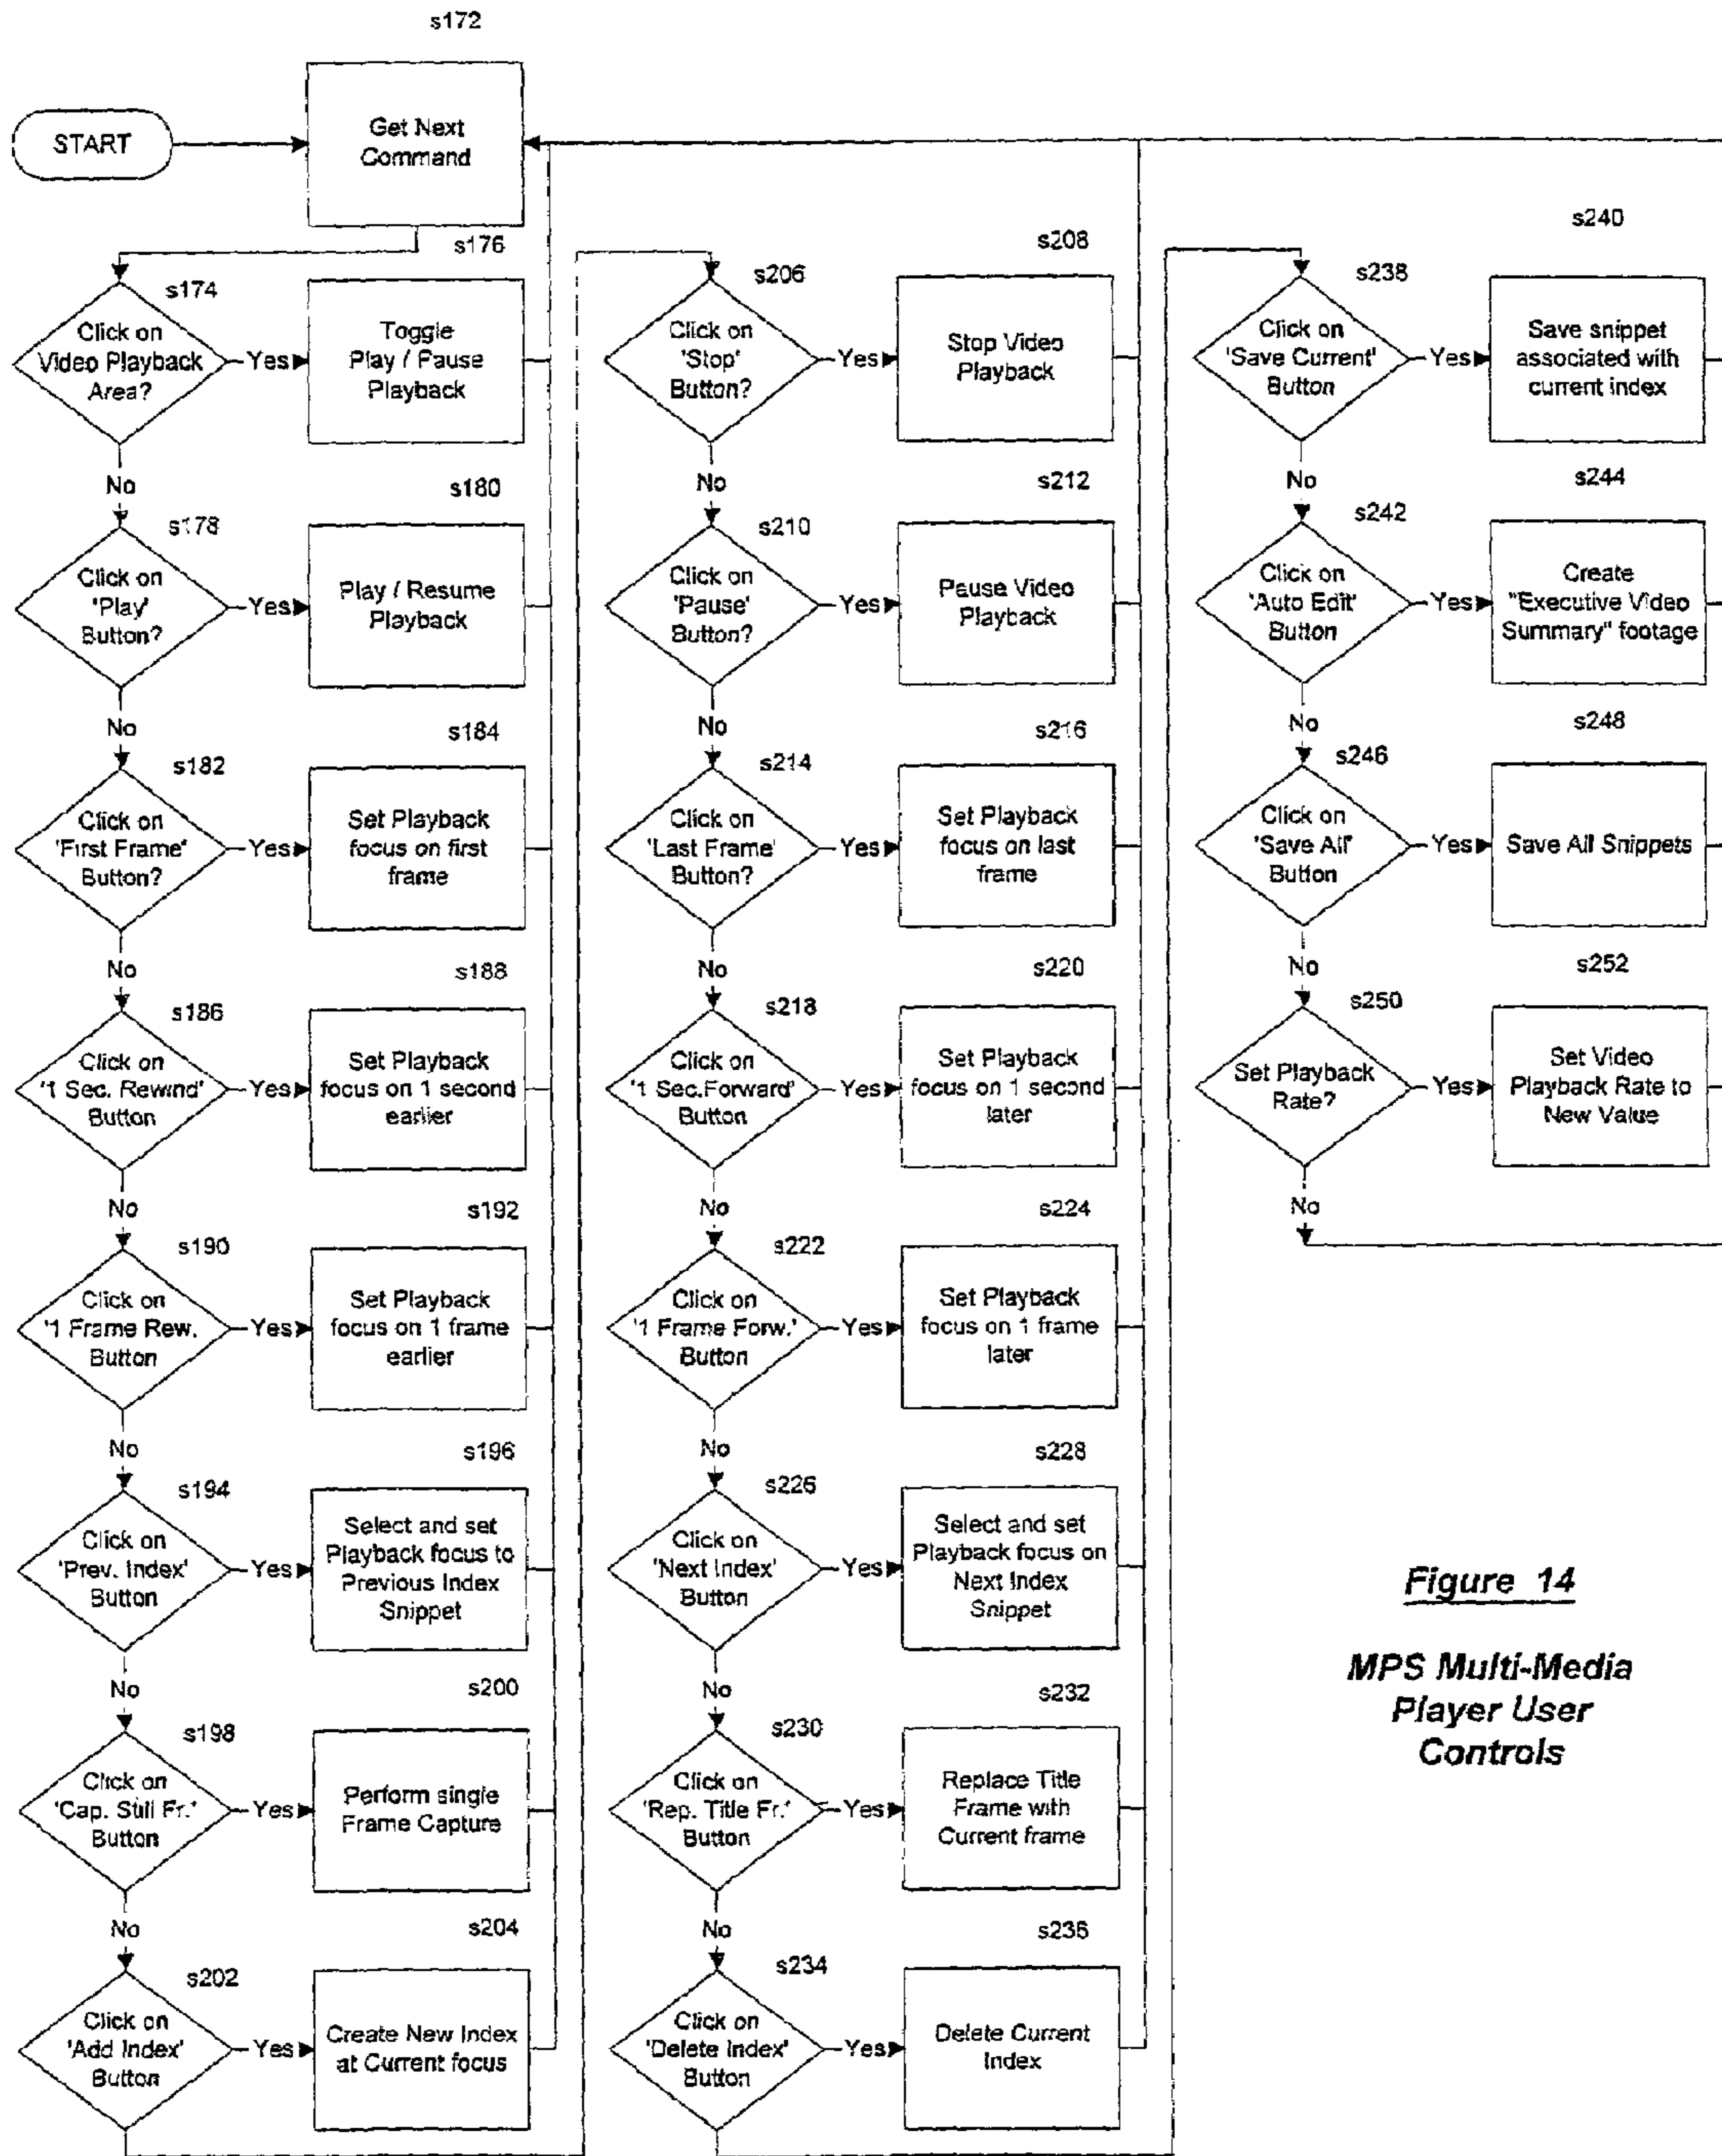 s172
START
Get Next
Command
s174
Click on
Video Playback
Area?
Yes
s176
Toggle
Play / Pause
Playback
No
s178
Click on
'Play'
Button?
Yes
s180
Play / Resume
Playback
No
s182
Click on
'First Frame'
Button?
Yes
s184
Set Playback
focus on first
frame
No
s186
Click on
'1 Sec. Rewnd'
Button
Yes
s188
Set Playback
focus on 1 second
earlier
No
s190
Click on
'1 Frame Rew.
Button
Yes
s192
Set Playback
focus on 1 frame
earlier
No
s194
Click on
'Prev. Index'
Button
Yes
s196
Select and set
Playback focus to
Previous Index
Snippet
No
s198
Click on
'Cap. Still Fr.'
Button
Yes
s200
Perform single
Frame Capture
No
s202
Click on
'Add Index'
Button
Yes
s204
Create New Index
at Current focus
s206
Click on
'Stop'
Button?
Yes
s208
Stop Video
Playback
No
s210
Click on
'Pause'
Button?
Yes
s212
Pause Video
Playback
No
s214
Click on
'Last Frame'
Button?
Yes
s216
Set Playback
focus on last
frame
No
s218
Click on
'1 Sec.Forward'
Button
Yes
s220
Set Playback
focus on 1 second
later
No
s222
Click on
'1 Frame Forw.'
Button
Yes
s224
Set Playback
focus on 1 frame
later
No
s226
Click on
'Next Index'
Button
Yes
s228
Select and set
Playback focus on
Next Index
Snippet
No
s230
Click on
'Rep. Title Fr.'
Button
Yes
s232
Replace Title
Frame with
Current frame
No
s234
Click on
'Delete Index'
Button
Yes
s236
Delete Current
Index
s238
Click on
'Save Current'
Button
Yes
s240
Save snippet
associated with
current index
No
s242
Click on
'Auto Edit'
Button
Yes
s244
Create
"Executive Video
Summary" footage
No
s246
Click on
'Save All'
Button
Yes
s248
Save All Snippets
No
s250
Set Playback
Rate?
Yes
s252
Set Video
Playback Rate to
New Value
No
Figure 14
MPS Multi-Media
Player User
Controls